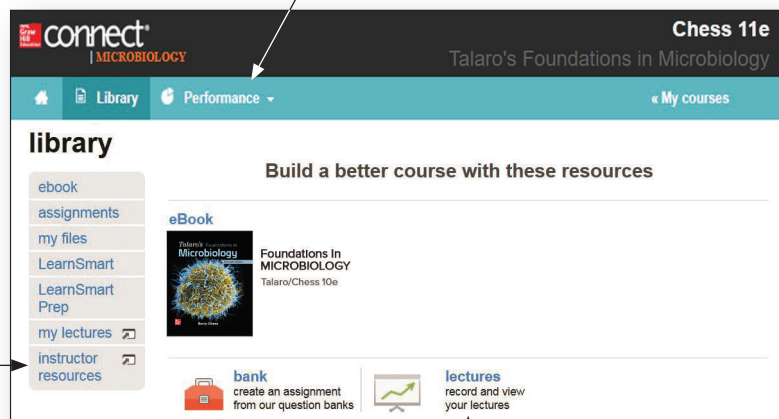 Mc Graw Hill Education
connect
| MICROBIOLOGY
Chess 11e
Talaro's Foundations in Microbiology
Library
Performance
« My courses
library
Build a better course with these resources
ebook
assignments
my files
LearnSmart
LearnSmart
Prep
my lectures
instructor
resources
eBook
Talaro's Foundations in
Microbiology
Barry Chess
Foundations In
MICROBIOLOGY
Talaro/Chess 10e
bank
create an assignment
from our question banks
lectures
record and view
your lectures